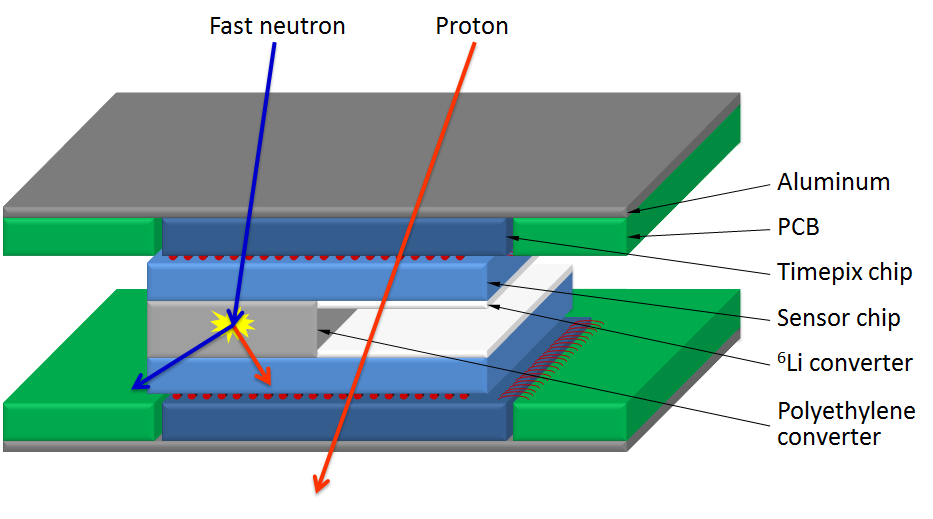 Fast neutron
Proton
Aluminum
PCB
Timepix chip
Sensor chip
⁶Li converter
Polyethylene
converter